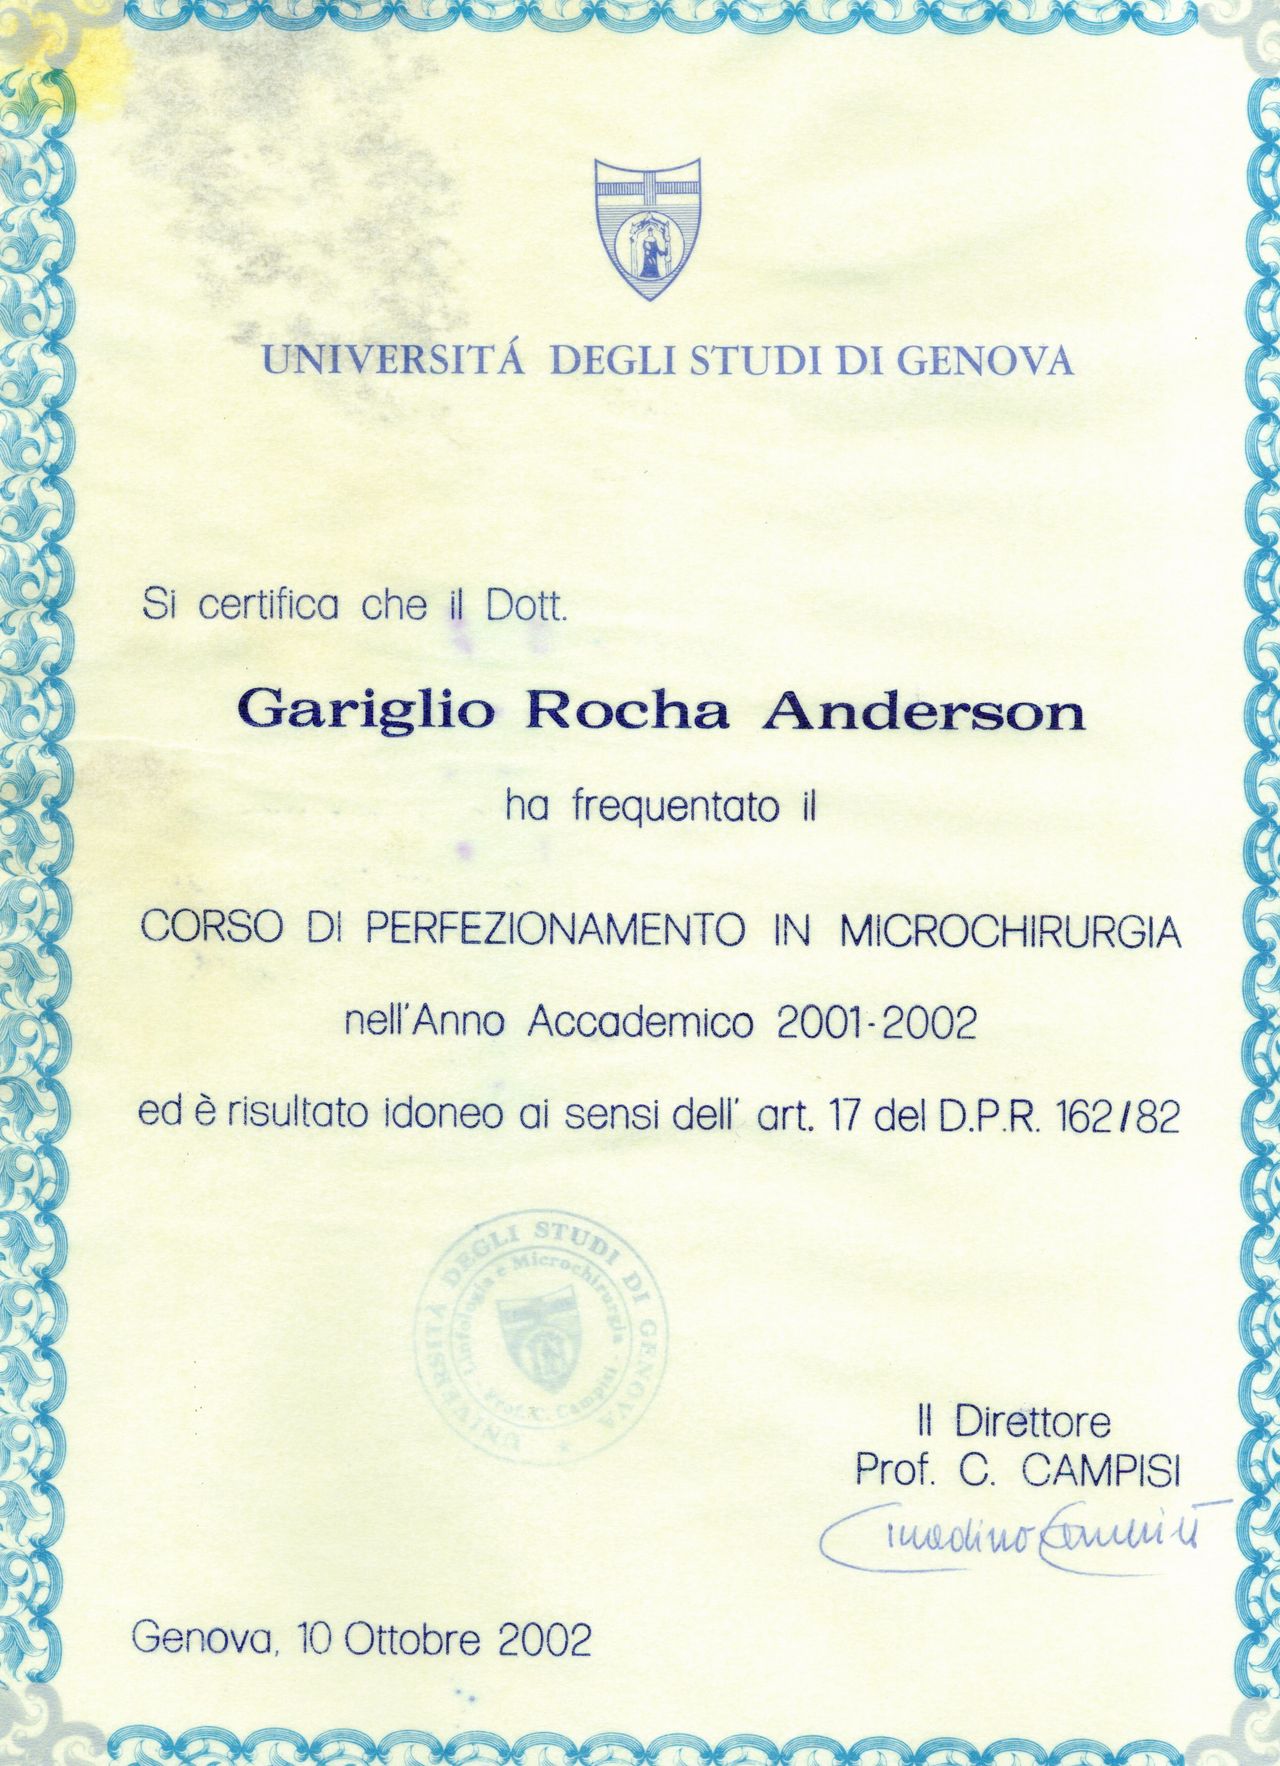 UNIVERSITÁ DEGLI STUDI DI GENOVA
Si certifica che il Dott.
Gariglio Rocha Anderson
ha frequentato il
CORSO DI PERFEZIONAMENTO IN MICROCHIRURGIA
nell'Anno Accademico 2001-2002
ed è risultato idoneo ai sensi dell' art. 17 del D.P.R. 162/82
UNIVERSITÁ DEGLI STUDI DI GENOVA
Linfologia e Microchirurgia
Prof. C. Campisi
Il Direttore
Prof. C. CAMPISI
Genova, 10 Ottobre 2002